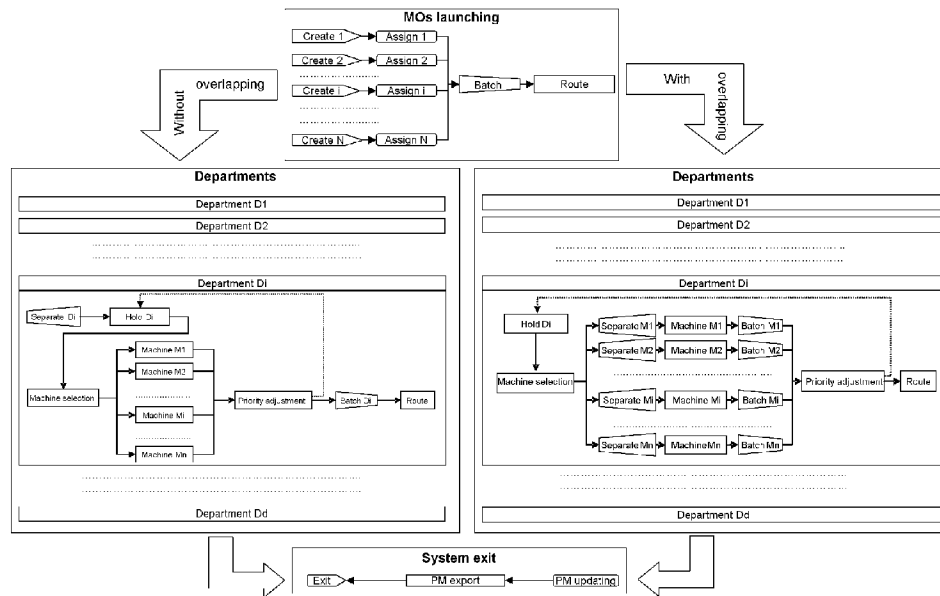 MOs launching
Create 1
Assign 1
Create 2
Assign 2
Create i
Assign i
Batch
Route
Create N
Assign N
Without
overlapping
With
overlapping
Departments
Department D1
Department D2
Department Di
Separate Di
Hold Di
Machine M1
Machine M2
Machine selection
Priority adjustment
Batch Di
Route
Machine Mi
Machine Mn
Department Dd
Departments
Department D1
Department D2
Department Di
Hold Di
Separate M1
Machine M1
Batch M1
Separate M2
Machine M2
Batch M2
Machine selection
Priority adjustment
Route
Separate Mi
Machine Mi
Batch Mi
Separate Mn
Machine Mn
Batch Mn
Department Dd
System exit
Exit
PM export
PM updating